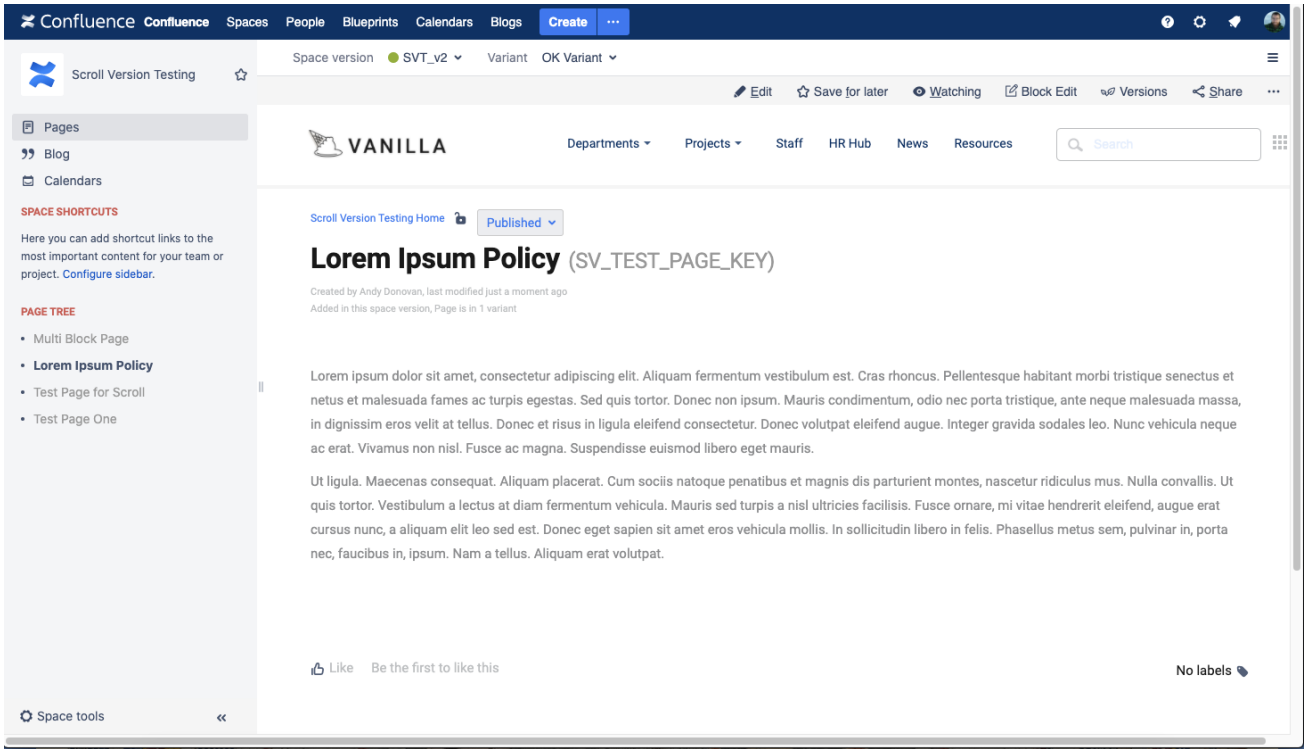 Confluence Confluence Spaces People Blueprints Calendars Blogs Create ...
Scroll Version Testing
Pages
Blog
Calendars
SPACE SHORTCUTS
Here you can add shortcut links to the
most important content for your team or
project. Configure sidebar.
PAGE TREE
Multi Block Page
Lorem Ipsum Policy
Test Page for Scroll
Test Page One
Space tools
Space version SVT_v2 Variant OK Variant
Edit Save for later Watching Block Edit Versions Share ...
VANILLA Departments Projects Staff HR Hub News Resources Search
Scroll Version Testing Home Published
Lorem Ipsum Policy (SV_TEST_PAGE_KEY)
Created by Andy Donovan, last modified just a moment ago
Added in this space version, Page is in 1 variant
Lorem ipsum dolor sit amet, consectetur adipiscing elit. Aliquam fermentum vestibulum est. Cras rhoncus. Pellentesque habitant morbi tristique senectus et
netus et malesuada fames ac turpis egestas. Sed quis tortor. Donec non ipsum. Mauris condimentum, odio nec porta tristique, ante neque malesuada massa,
in dignissim eros velit at tellus. Donec et risus in ligula eleifend consectetur. Donec volutpat eleifend augue. Integer gravida sodales leo. Nunc vehicula neque
ac erat. Vivamus non nisl. Fusce ac magna. Suspendisse euismod libero eget mauris.
Ut ligula. Maecenas consequat. Aliquam placerat. Cum sociis natoque penatibus et magnis dis parturient montes, nascetur ridiculus mus. Nulla convallis. Ut
quis tortor. Vestibulum a lectus at diam fermentum vehicula. Mauris sed turpis a nisl ultricies facilisis. Fusce ornare, mi vitae hendrerit eleifend, augue erat
cursus nunc, a aliquam elit leo sed est. Donec eget sapien sit amet eros vehicula mollis. In sollicitudin libero in felis. Phasellus metus sem, pulvinar in, porta
nec, faucibus in, ipsum. Nam a tellus. Aliquam erat volutpat.
Like Be the first to like this
No labels